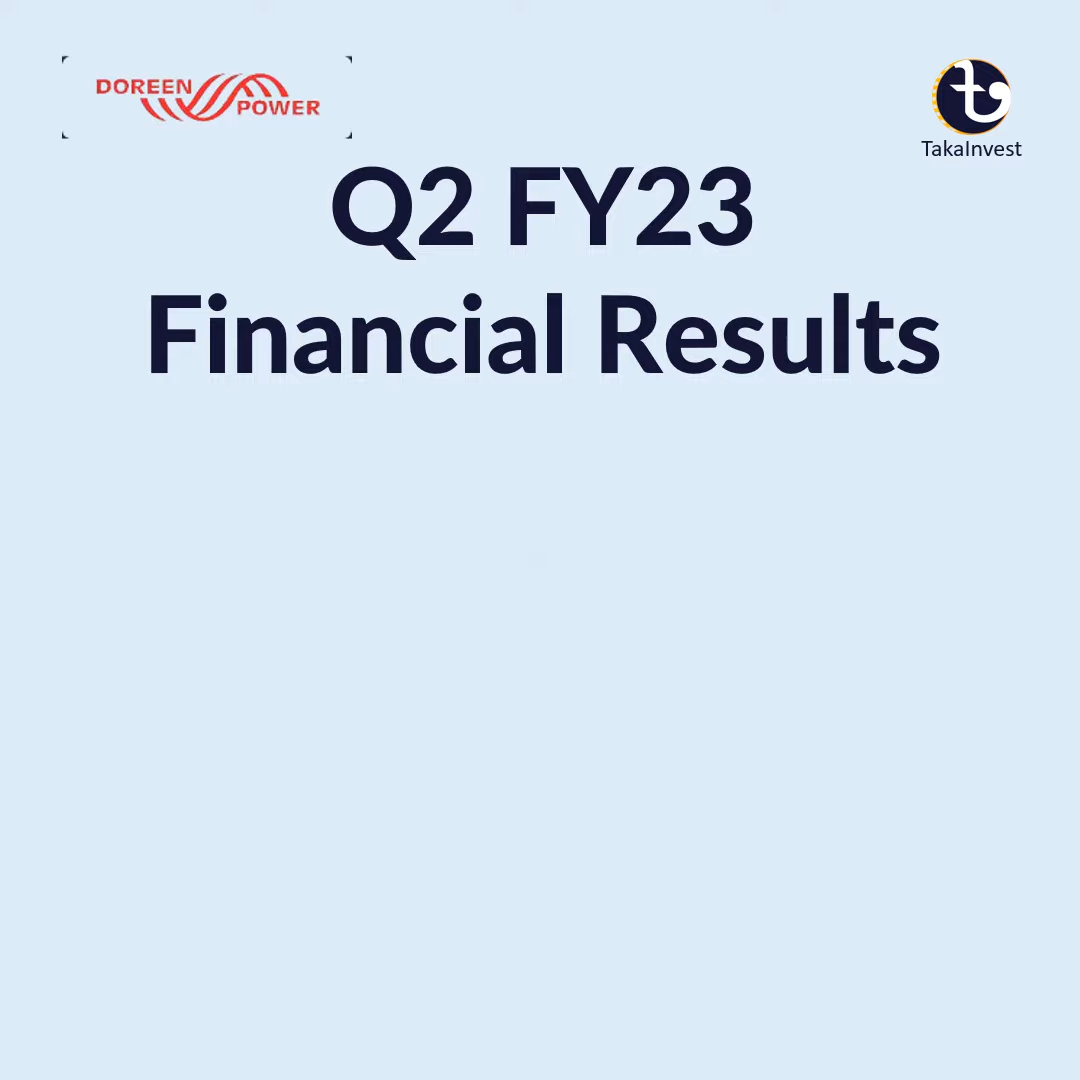 DOREEN
POWER
TakaInvest
Q2 FY23
Financial Results